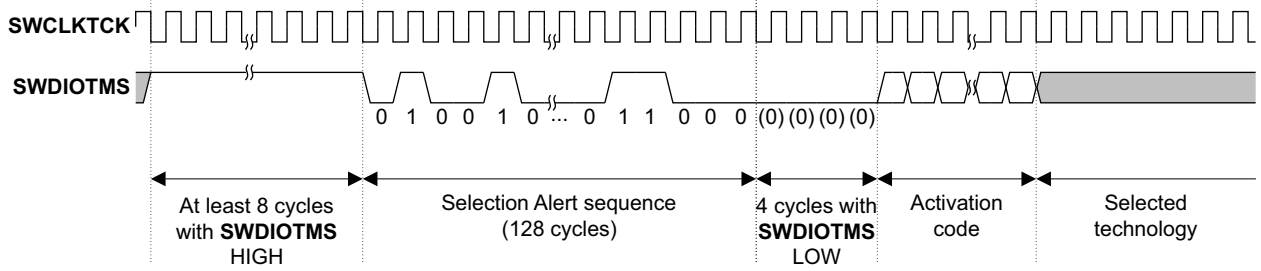 SWCLKTCK
SWDIOTMS
0 1 0 0 1 0 ... 0 1 1 0 0 0 (0) (0) (0) (0)
At least 8 cycles
with SWDIOTMS
HIGH
Selection Alert sequence
(128 cycles)
4 cycles with
SWDIOTMS
LOW
Activation
code
Selected
technology